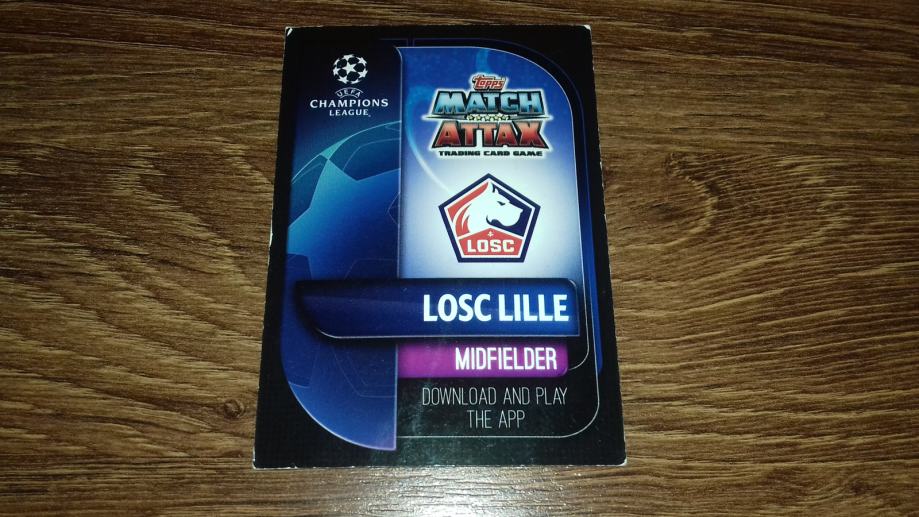 UEFA
CHAMPIONS
LEAGUE
Topps
MATCH
ATTAX
TRADING CARD GAME
LOSC
LOSC LILLE
MIDFIELDER
DOWNLOAD AND PLAY
THE APP